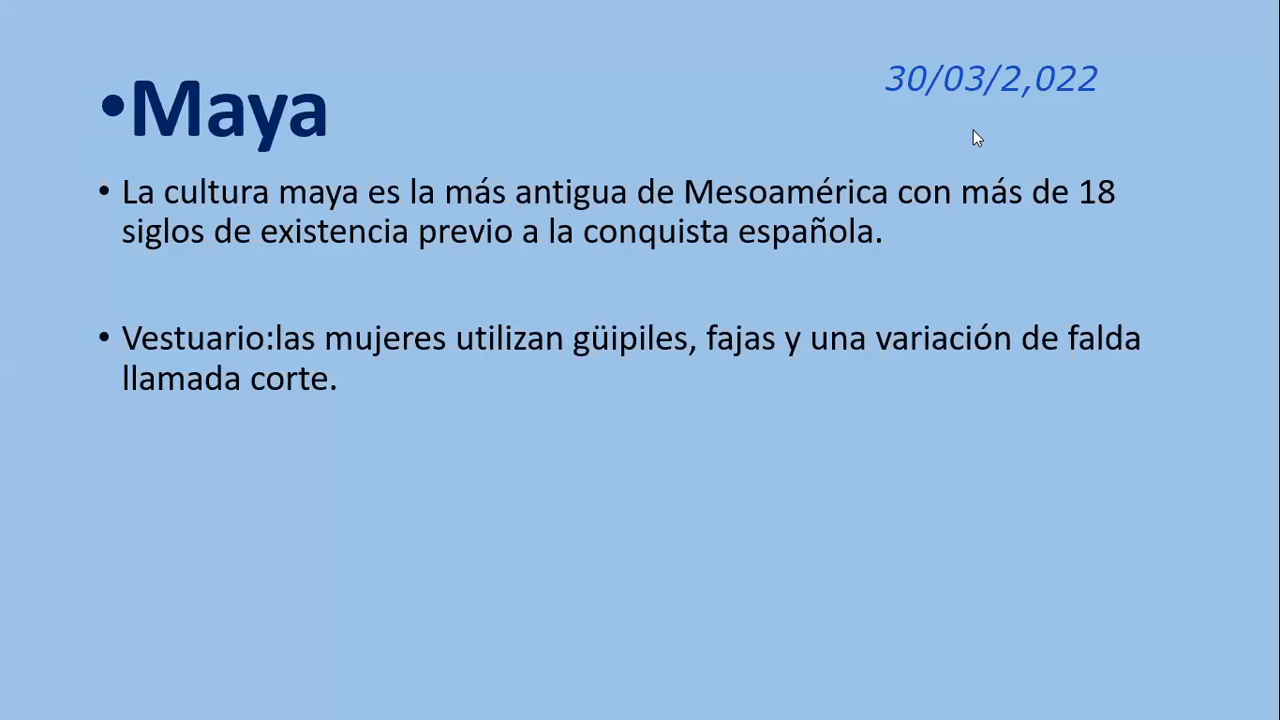 •Maya
30/03/2,022
• La cultura maya es la más antigua de Mesoamérica con más de 18
siglos de existencia previo a la conquista española.
• Vestuario:las mujeres utilizan güipiles, fajas y una variación de falda
llamada corte.